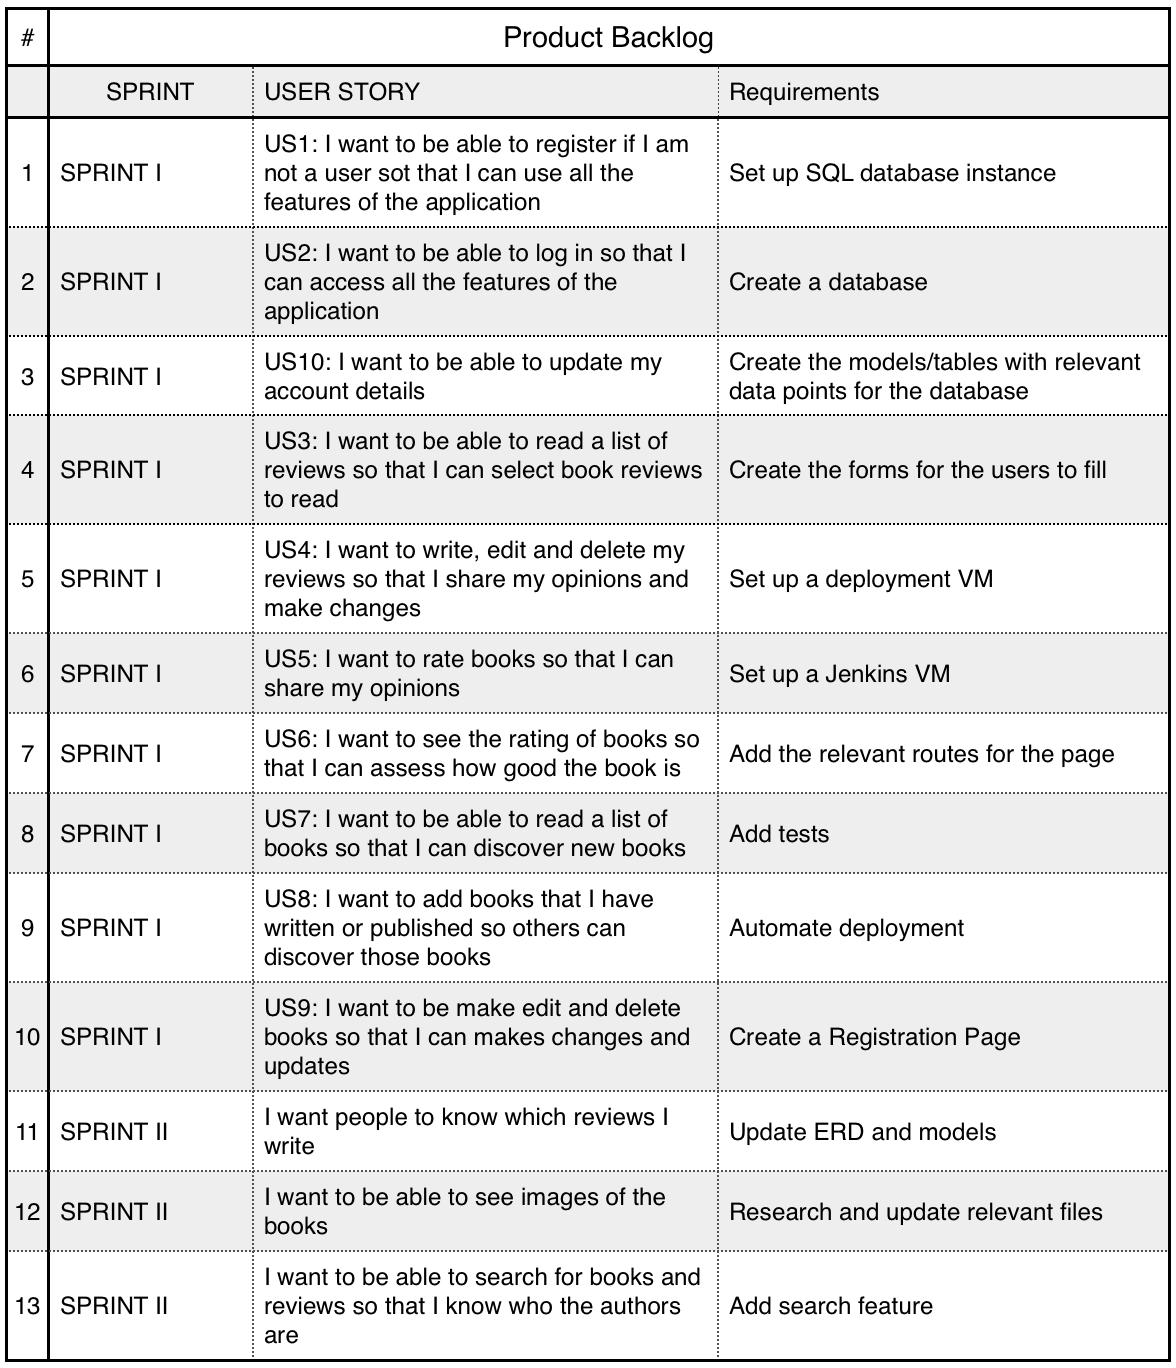 # Product Backlog
SPRINT USER STORY Requirements
US1: I want to be able to register if I am
1 SPRINT I not a user sot that I can use all the Set up SQL database instance
features of the application
US2: I want to be able to log in so that I
2 SPRINT I can access all the features of the Create a database
application
US10: I want to be able to update my Create the models/tables with relevant
3 SPRINT I
account details data points for the database
US3: I want to be able to read a list of
4 SPRINT I reviews so that I can select book reviews Create the forms for the users to fill
to read
US4: I want to write, edit and delete my
5 SPRINT I reviews so that I share my opinions and Set up a deployment VM
make changes
US5: I want to rate books so that I can
6 SPRINT I Set up a Jenkins VM
share my opinions
US6: I want to see the rating of books so
7 SPRINT I Add the relevant routes for the page
that I can assess how good the book is
US7: I want to be able to read a list of
8 SPRINT I Add tests
books so that I can discover new books
US8: I want to add books that I have
9 SPRINT I written or published so others can Automate deployment
discover those books
US9: I want to be make edit and delete
10 SPRINT I books so that I can makes changes and Create a Registration Page
updates
I want people to know which reviews I
11 SPRINT II Update ERD and models
write
I want to be able to see images of the
12 SPRINT II Research and update relevant files
books
I want to be able to search for books and
13 SPRINT II reviews so that I know who the authors Add search feature
are